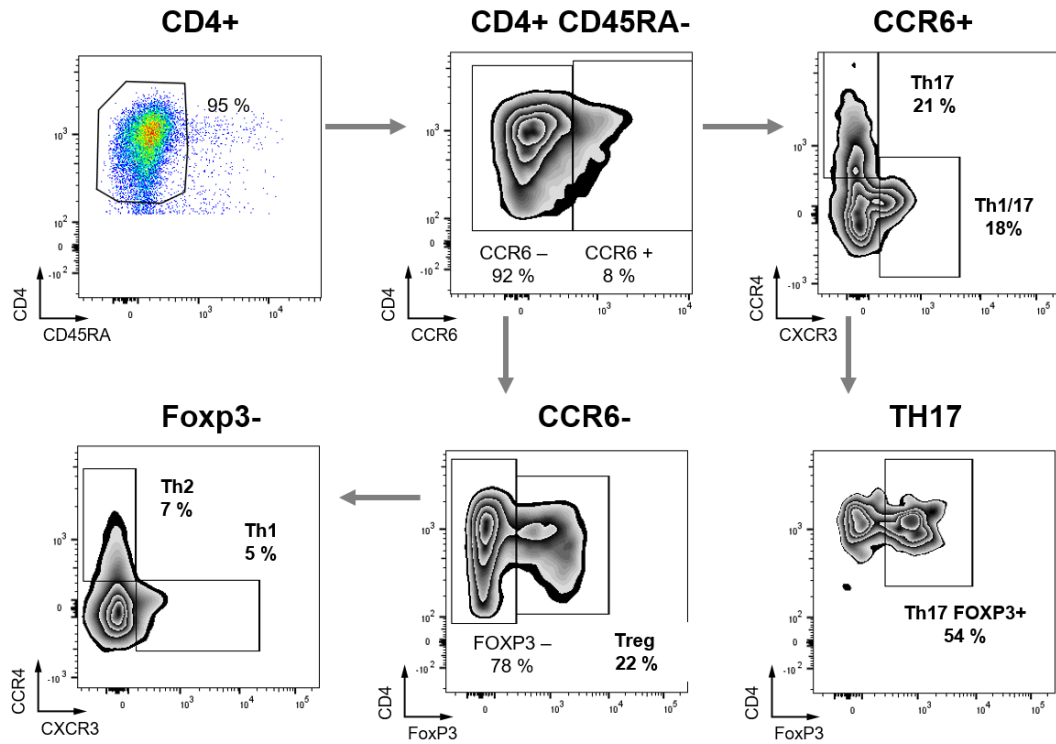 CD4+
CD4+ CD45RA-
CCR6+
95 %
10³
10²
0
-10²
0
10³
10⁴
CD4
CD45RA
10³
10²
0
-10²
CCR6 –
92 %
CCR6 +
8 %
0
10³
10⁴
CD4
CCR6
Th17
21 %
Th1/17
18%
10³
0
-10³
0
10³
10⁴
10⁵
CCR4
CXCR3
Foxp3-
CCR6-
TH17
Th2
7 %
Th1
5 %
10³
0
-10³
0
10³
10⁴
10⁵
CCR4
CXCR3
10³
10²
0
-10²
FOXP3 –
78 %
Treg
22 %
0
10³
10⁴
10⁵
CD4
FoxP3
10³
10²
0
-10²
Th17 FOXP3+
54 %
0
10³
10⁴
10⁵
CD4
FoxP3